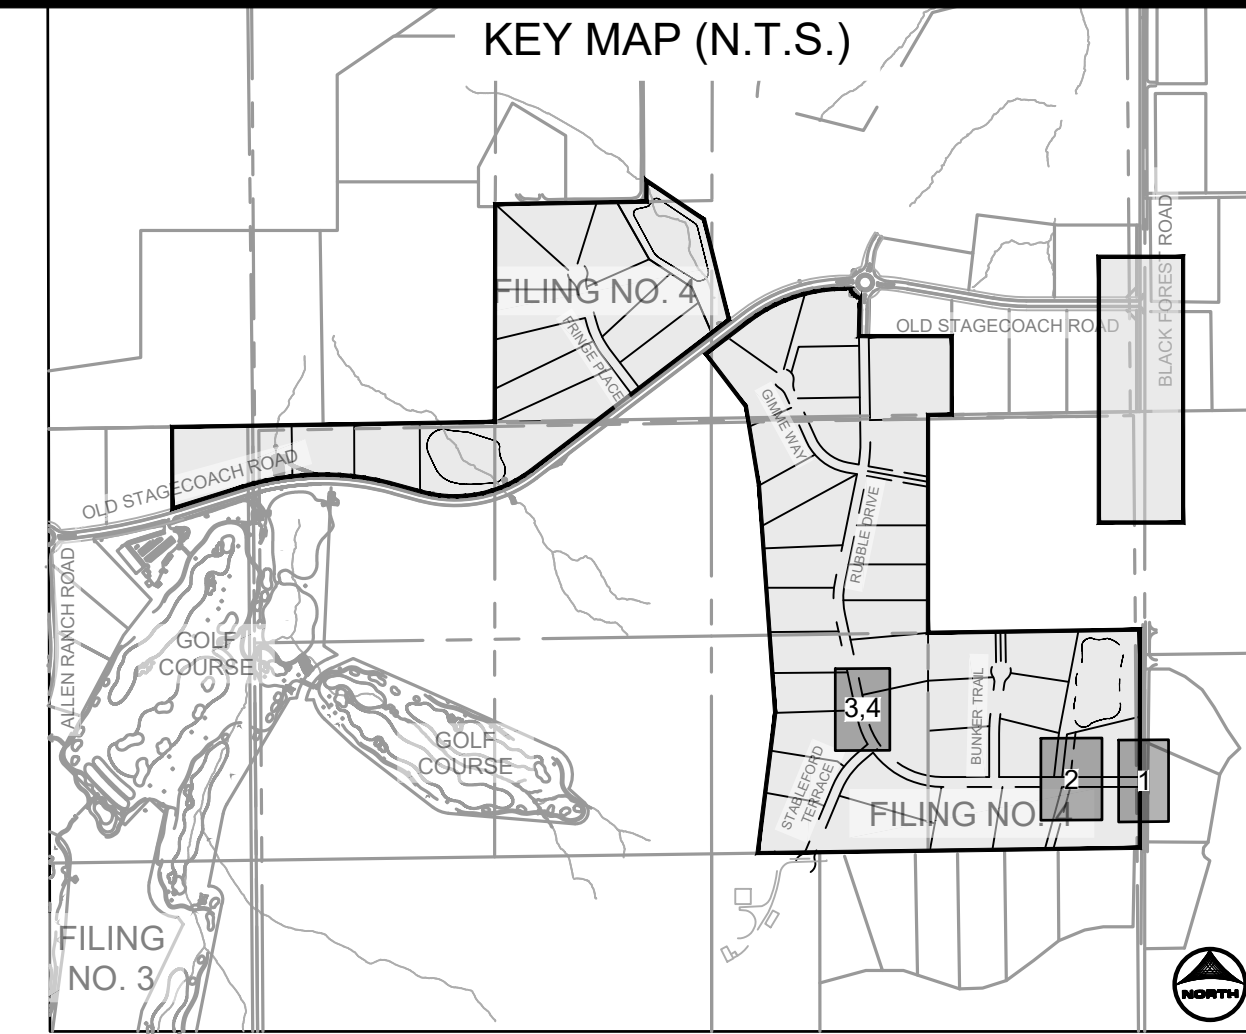 KEY MAP (N.T.S.)
BLACK FOREST ROAD
FILING NO. 4
OLD STAGECOACH ROAD
FRINGE PLACE
GIMME WAY
OLD STAGECOACH ROAD
RUBBLE DRIVE
ALLEN RANCH ROAD
GOLF
COURSE
BUNKER TRAIL
3,4
GOLF
COURSE
STABLEFORD
TERRACE
2
1
FILING NO. 4
FILING
NO. 3
NORTH